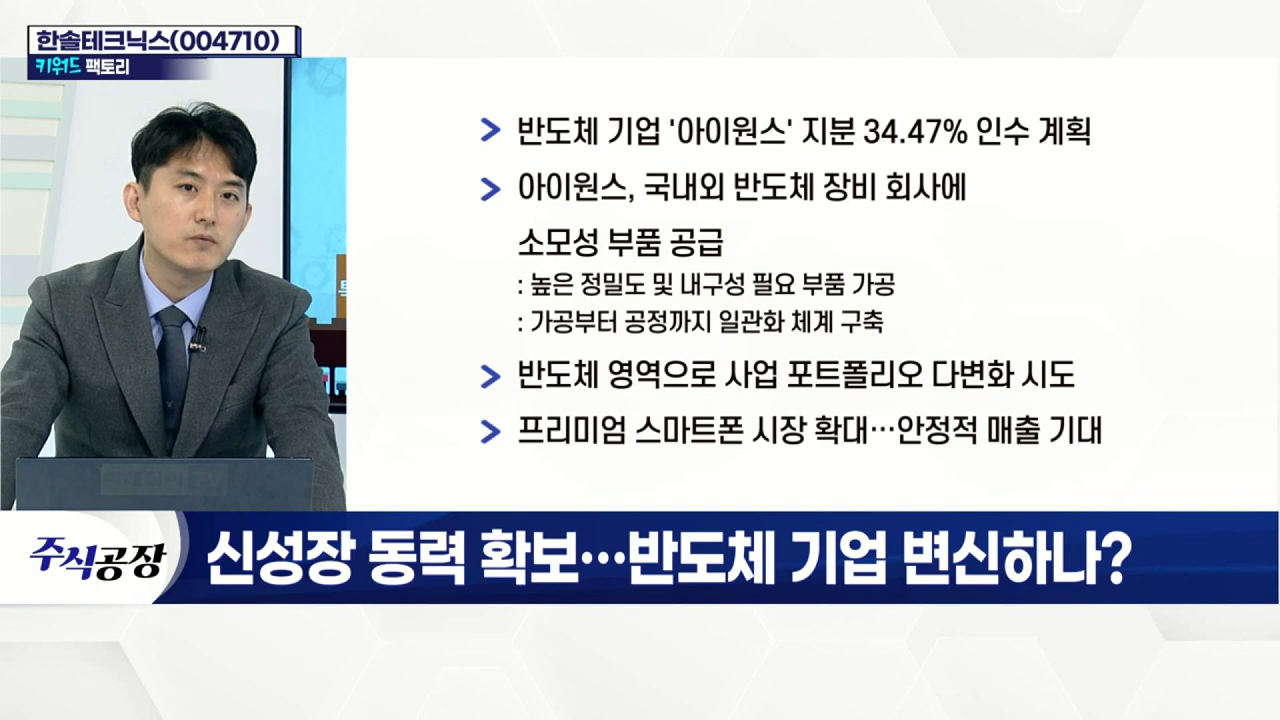 한솔테크닉스(004710)
키워드 팩토리
반도체 기업 '아이원스' 지분 34.47% 인수 계획
아이원스, 국내외 반도체 장비 회사에
소모성 부품 공급
: 높은 정밀도 및 내구성 필요 부품 가공
: 가공부터 공정까지 일관화 체계 구축
반도체 영역으로 사업 포트폴리오 다변화 시도
프리미엄 스마트폰 시장 확대…안정적 매출 기대
주식공장
신성장 동력 확보…반도체 기업 변신하나?